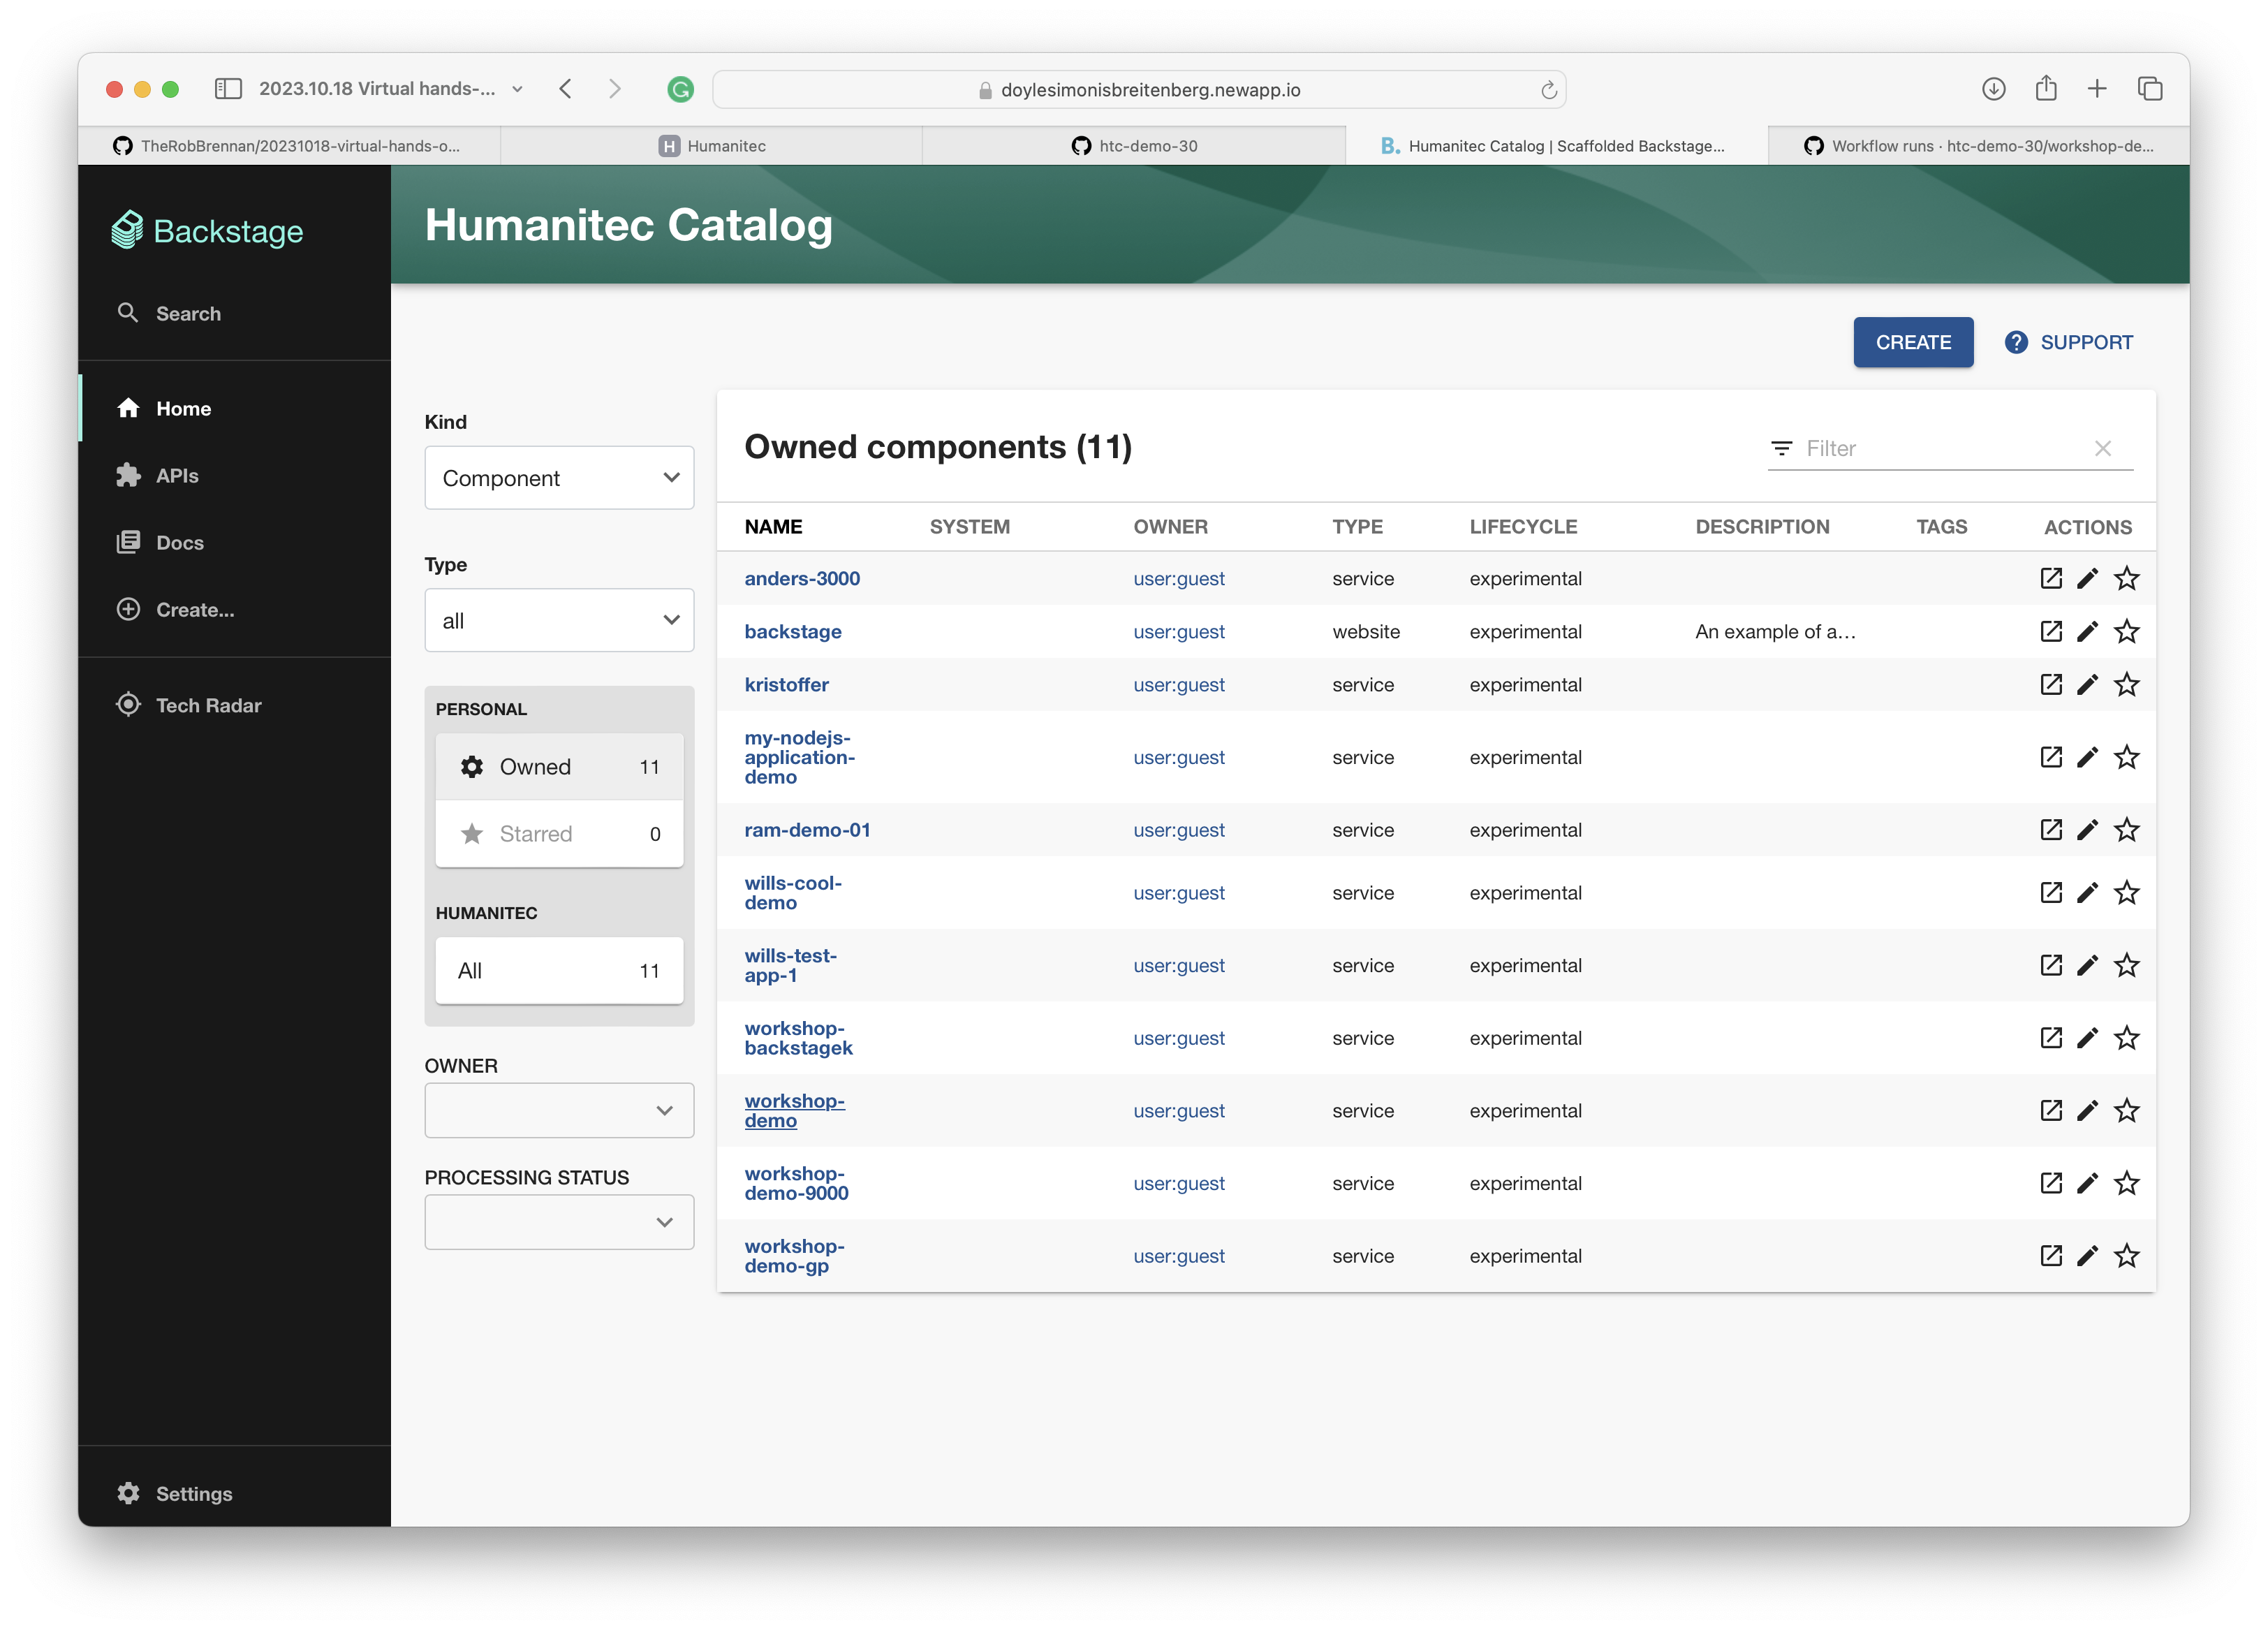 2023.10.18 Virtual hands-...
doylesimonisbreitenberg.newapp.io
TheRobBrennan/20231018-virtual-hands-o...
H Humanitec
htc-demo-30
B. Humanitec Catalog | Scaffolded Backstage...
Workflow runs · htc-demo-30/workshop-de...
Backstage
Search
Home
APIs
Docs
Create...
Tech Radar
Settings
Humanitec Catalog
CREATE
? SUPPORT
Kind
Component
Type
all
PERSONAL
Owned 11
Starred 0
HUMANITEC
All 11
OWNER
PROCESSING STATUS
Owned components (11)
Filter
NAME SYSTEM OWNER TYPE LIFECYCLE DESCRIPTION TAGS ACTIONS
anders-3000 user:guest service experimental
backstage user:guest website experimental An example of a...
kristoffer user:guest service experimental
my-nodejs-
application-
demo
user:guest service experimental
ram-demo-01 user:guest service experimental
wills-cool-
demo
user:guest service experimental
wills-test-
app-1
user:guest service experimental
workshop-
backstagek
user:guest service experimental
workshop-
demo
user:guest service experimental
workshop-
demo-9000
user:guest service experimental
workshop-
demo-gp
user:guest service experimental